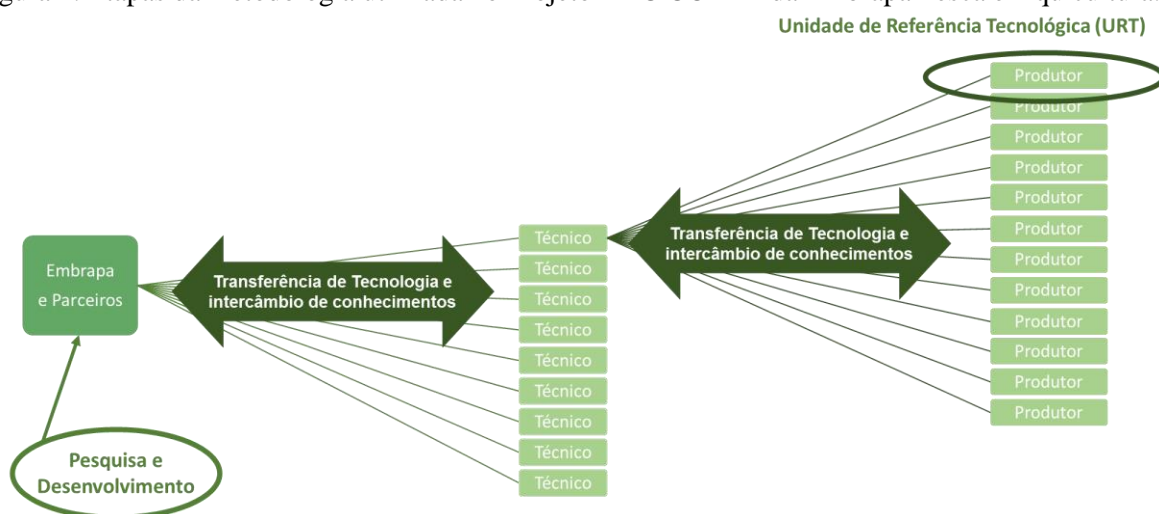 Unidade de Referência Tecnológica (URT)
Embrapa
e Parceiros
Pesquisa e
Desenvolvimento
Transferência de Tecnologia e
intercâmbio de conhecimentos
Técnico
Técnico
Técnico
Técnico
Técnico
Técnico
Técnico
Técnico
Técnico
Transferência de Tecnologia e
intercâmbio de conhecimentos
Produtor
Produtor
Produtor
Produtor
Produtor
Produtor
Produtor
Produtor
Produtor
Produtor
Produtor
Produtor